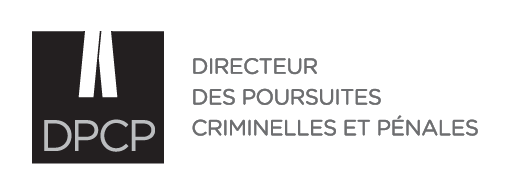 DPCP
DIRECTEUR
DES POURSUITES
CRIMINELLES ET PÉNALES